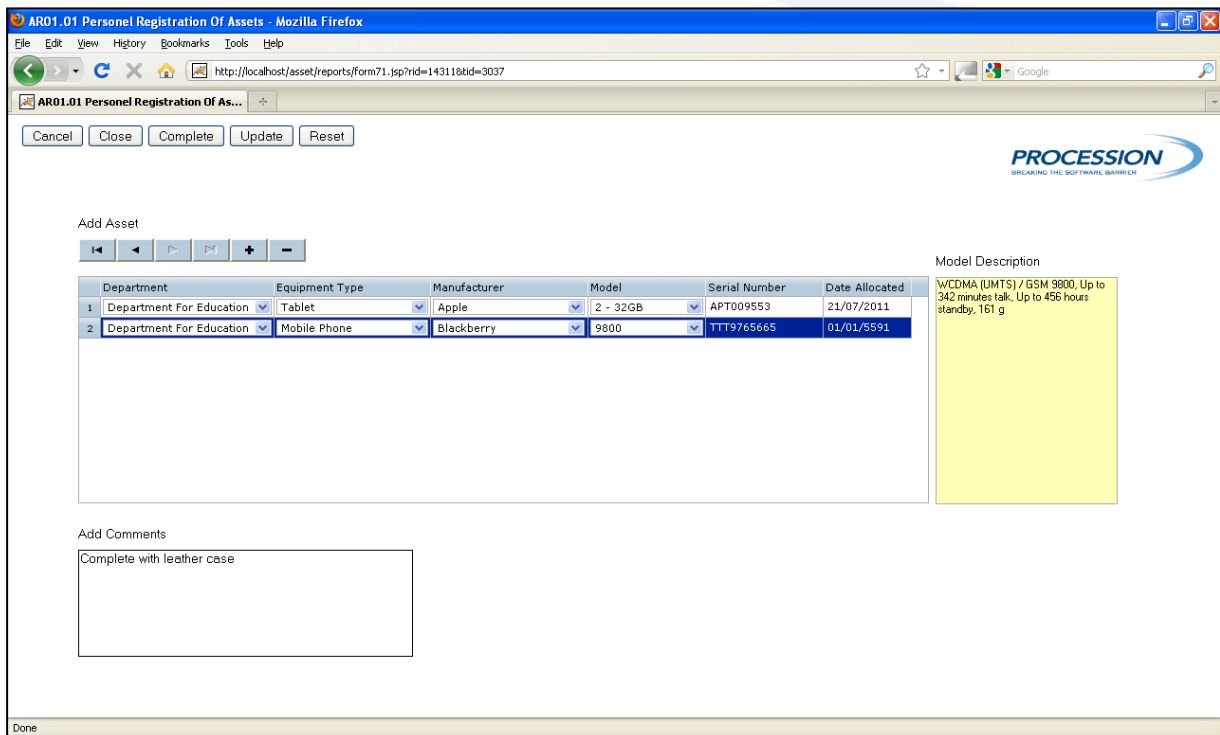 AR01.01 Personel Registration Of Assets - Mozilla Firefox
File Edit View History Bookmarks Tools Help
http://localhost/asset/reports/form71.jsp?rid=14311&tid=3037
Google
AR01.01 Personel Registration Of As...
Cancel Close Complete Update Reset
PROCESSION
BREAKING THE SOFTWARE BARRIER
Add Asset
Model Description
Department Equipment Type Manufacturer Model Serial Number Date Allocated
1 Department For Education Tablet Apple 2 - 32GB APT009553 21/07/2011
2 Department For Education Mobile Phone Blackberry 9800 TTT9765665 01/01/5591
WCDMA (UMTS) / GSM 9800, Up to
342 minutes talk, Up to 456 hours
standby, 161 g
Add Comments
Complete with leather case
Done